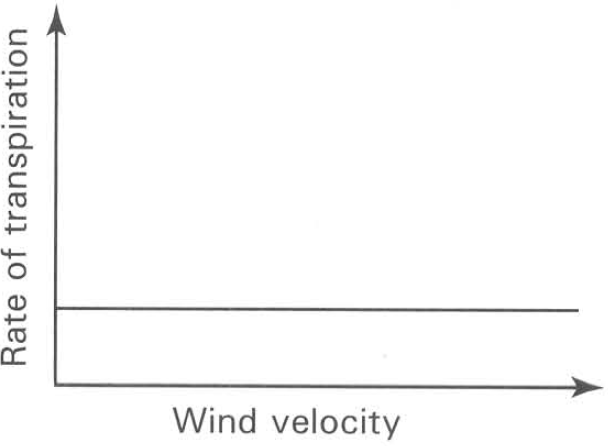 Rate of transpiration
Wind velocity